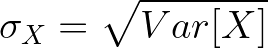 σ_X = √Var[X]